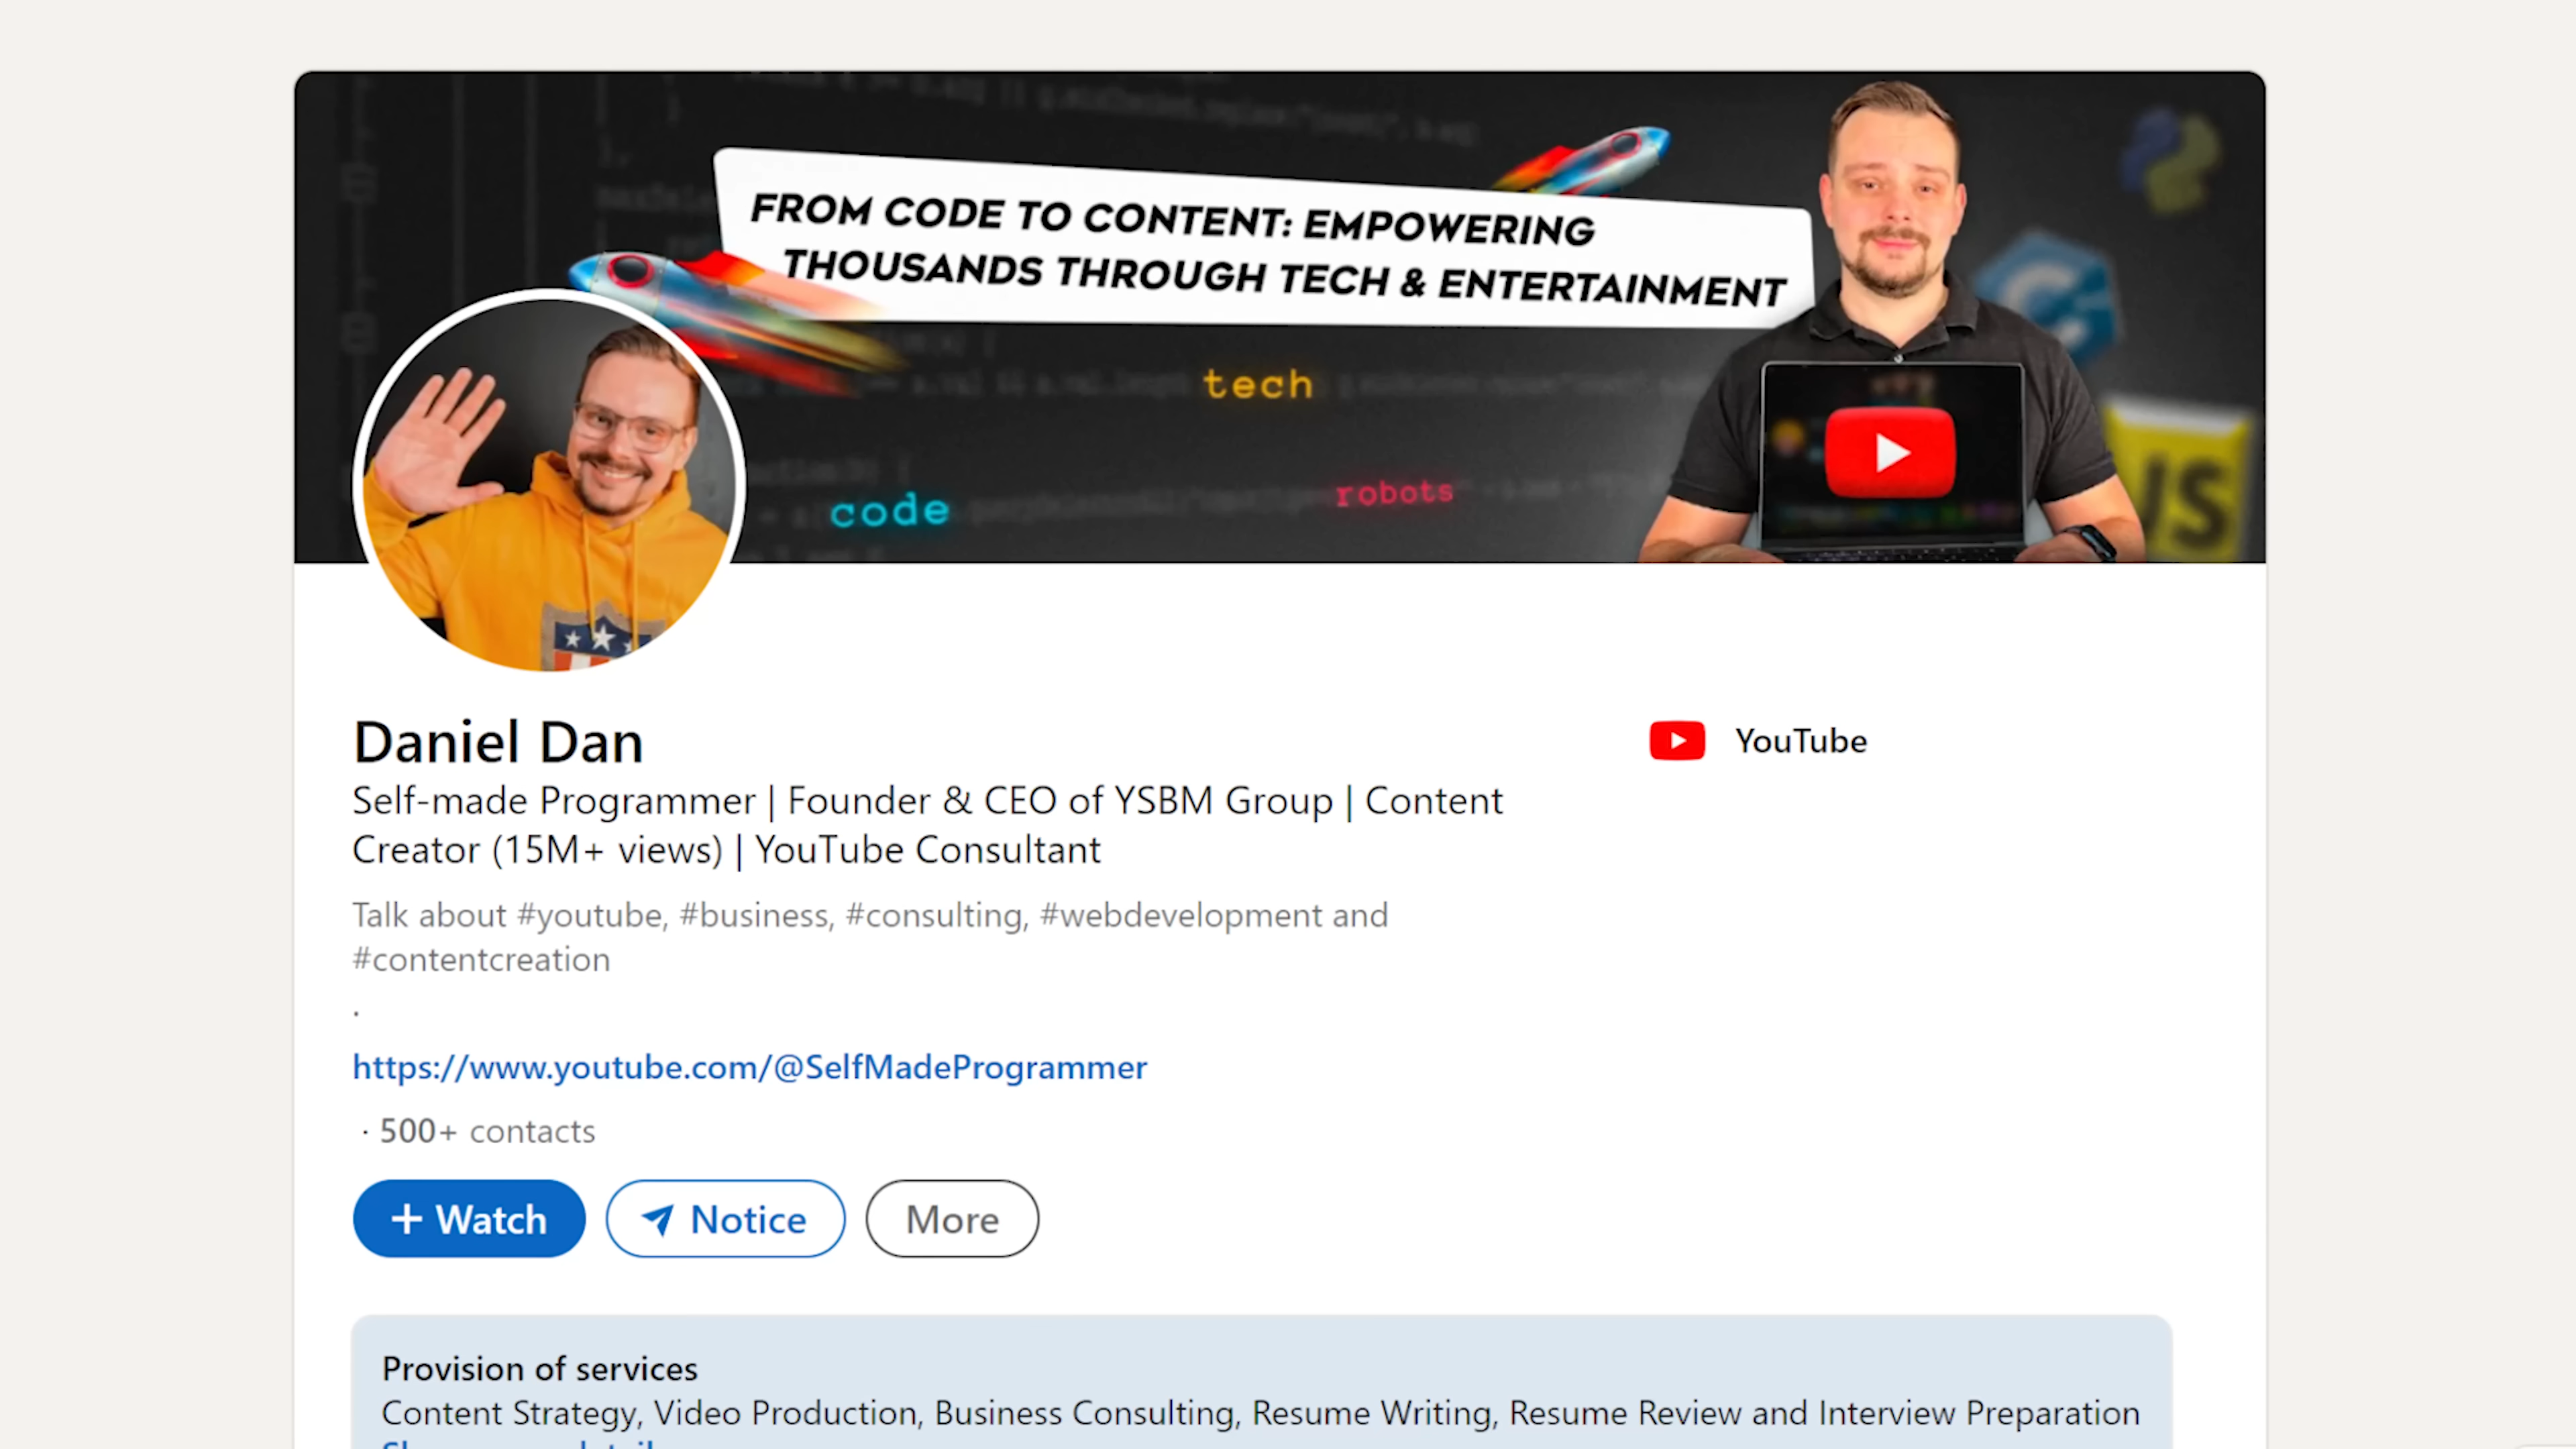 FROM CODE TO CONTENT: EMPOWERING
THOUSANDS THROUGH TECH & ENTERTAINMENT
tech
code
robots
JS
Daniel Dan
YouTube
Self-made Programmer | Founder & CEO of YSBM Group | Content
Creator (15M+ views) | YouTube Consultant
Talk about #youtube, #business, #consulting, #webdevelopment and
#contentcreation
.
https://www.youtube.com/@SelfMadeProgrammer
· 500+ contacts
+ Watch
Notice
More
Provision of services
Content Strategy, Video Production, Business Consulting, Resume Writing, Resume Review and Interview Preparation